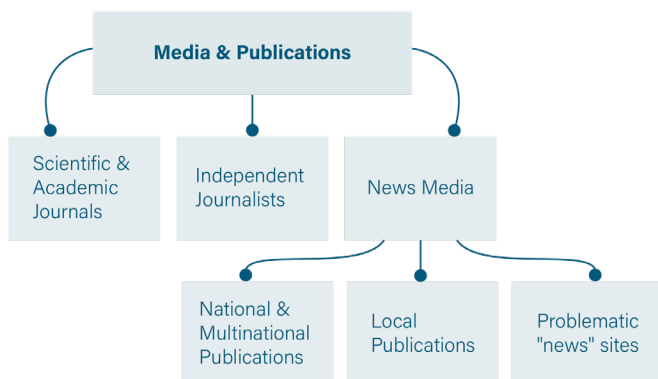 Media & Publications
Scientific &
Academic
Journals
Independent
Journalists
News Media
National &
Multinational
Publications
Local
Publications
Problematic
"news" sites